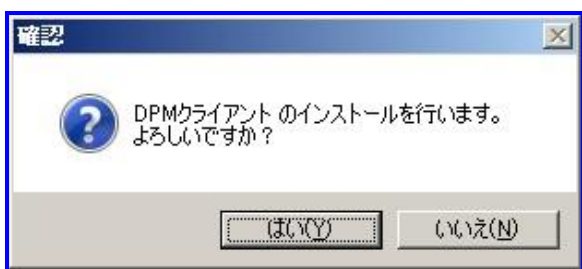 確認
DPMクライアント のインストールを行います。
よろしいですか？
はい(Y)
いいえ(N)